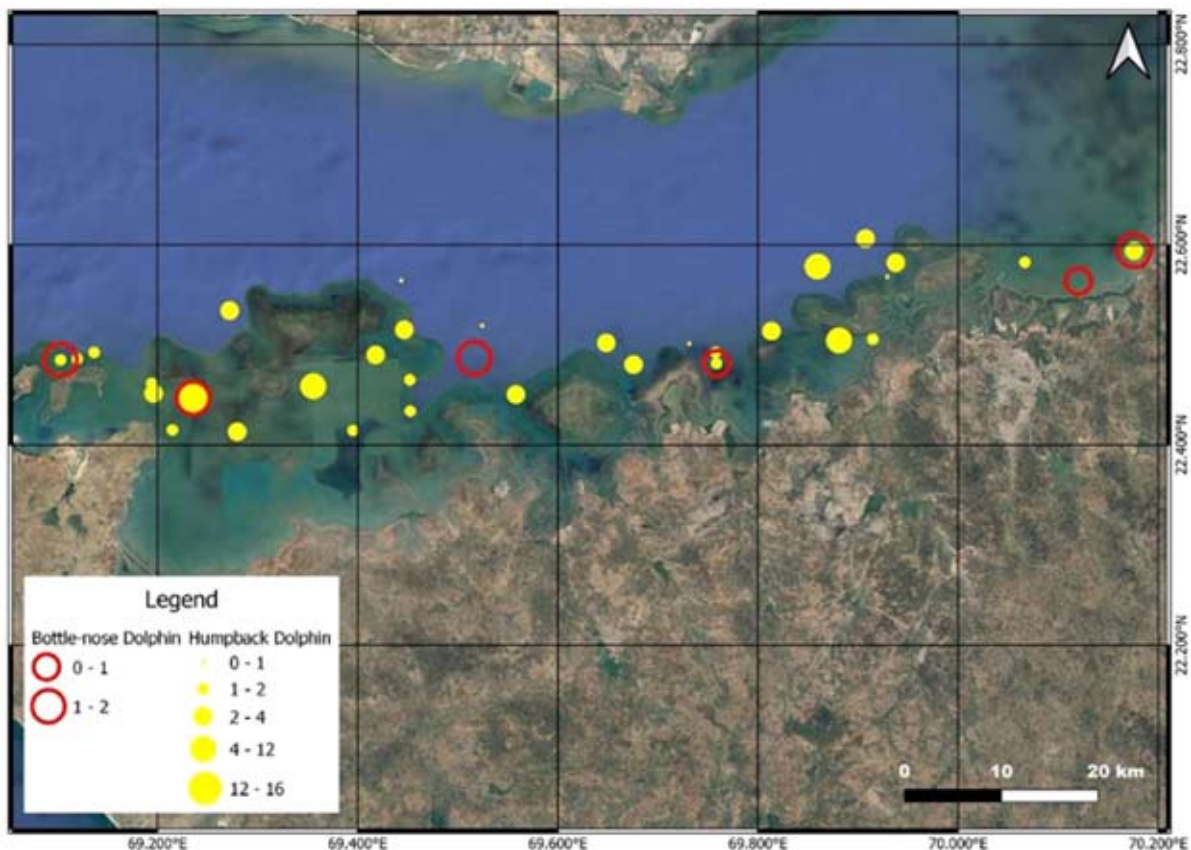 22.800°N
22.600°N
22.400°N
22.200°N
Legend
Bottle-nose Dolphin Humpback Dolphin
0 - 1
1 - 2
0 - 1
1 - 2
2 - 4
4 - 12
12 - 16
0 10 20 km
69.200°E 69.400°E 69.600°E 69.800°E 70.000°E 70.200°E